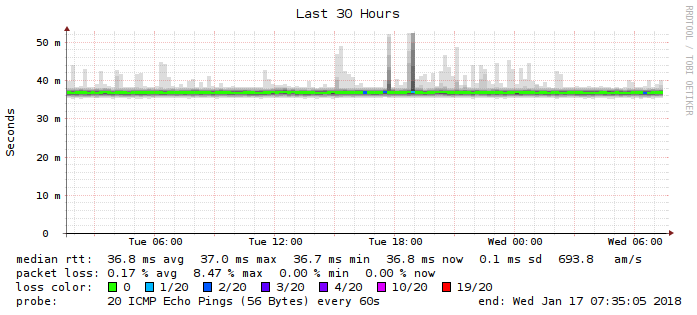 Last 30 Hours
RRDTOOL / TOBI OETIKER
Seconds
50 m
40 m
30 m
20 m
10 m
0
Tue 06:00 Tue 12:00 Tue 18:00 Wed 00:00 Wed 06:00
median rtt: 36.8 ms avg 37.0 ms max 36.7 ms min 36.8 ms now 0.1 ms sd 693.8 am/s
packet loss: 0.17 % avg 8.47 % max 0.00 % min 0.00 % now
loss color: 0 1/20 2/20 3/20 4/20 10/20 19/20
probe: 20 ICMP Echo Pings (56 Bytes) every 60s end: Wed Jan 17 07:35:05 2018